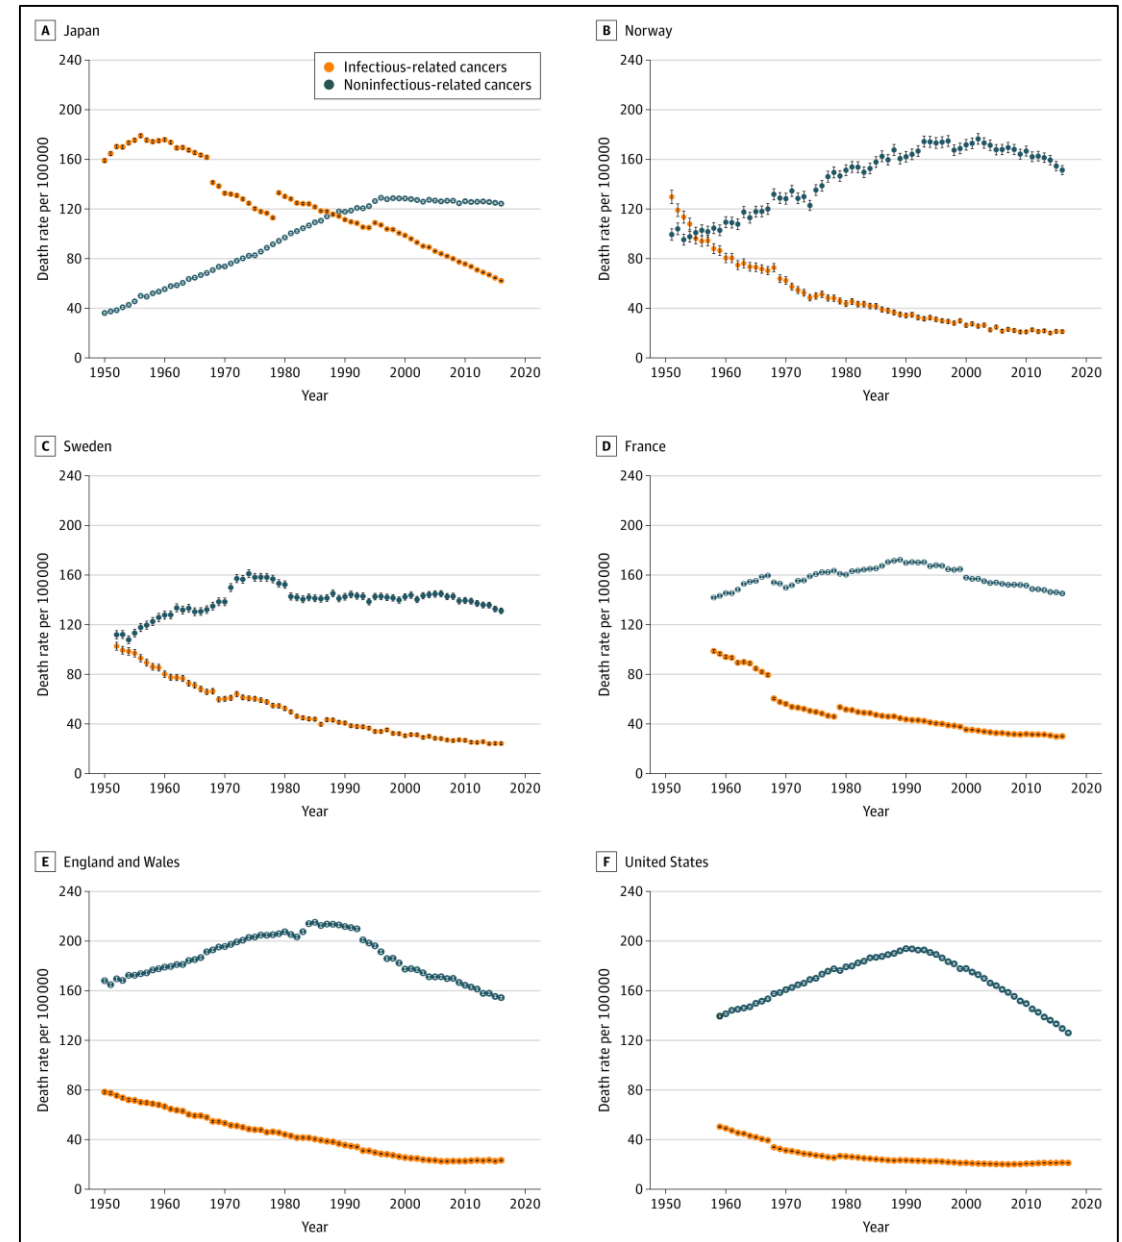 A Japan
Infectious-related cancers
Noninfectious-related cancers
Death rate per 100 000
240
200
160
120
80
40
0
1950 1960 1970 1980 1990 2000 2010 2020
Year
B Norway
Death rate per 100 000
240
200
160
120
80
40
0
1950 1960 1970 1980 1990 2000 2010 2020
Year
C Sweden
Death rate per 100 000
240
200
160
120
80
40
0
1950 1960 1970 1980 1990 2000 2010 2020
Year
D France
Death rate per 100 000
240
200
160
120
80
40
0
1950 1960 1970 1980 1990 2000 2010 2020
Year
E England and Wales
Death rate per 100 000
240
200
160
120
80
40
0
1950 1960 1970 1980 1990 2000 2010 2020
Year
F United States
Death rate per 100 000
240
200
160
120
80
40
0
1950 1960 1970 1980 1990 2000 2010 2020
Year